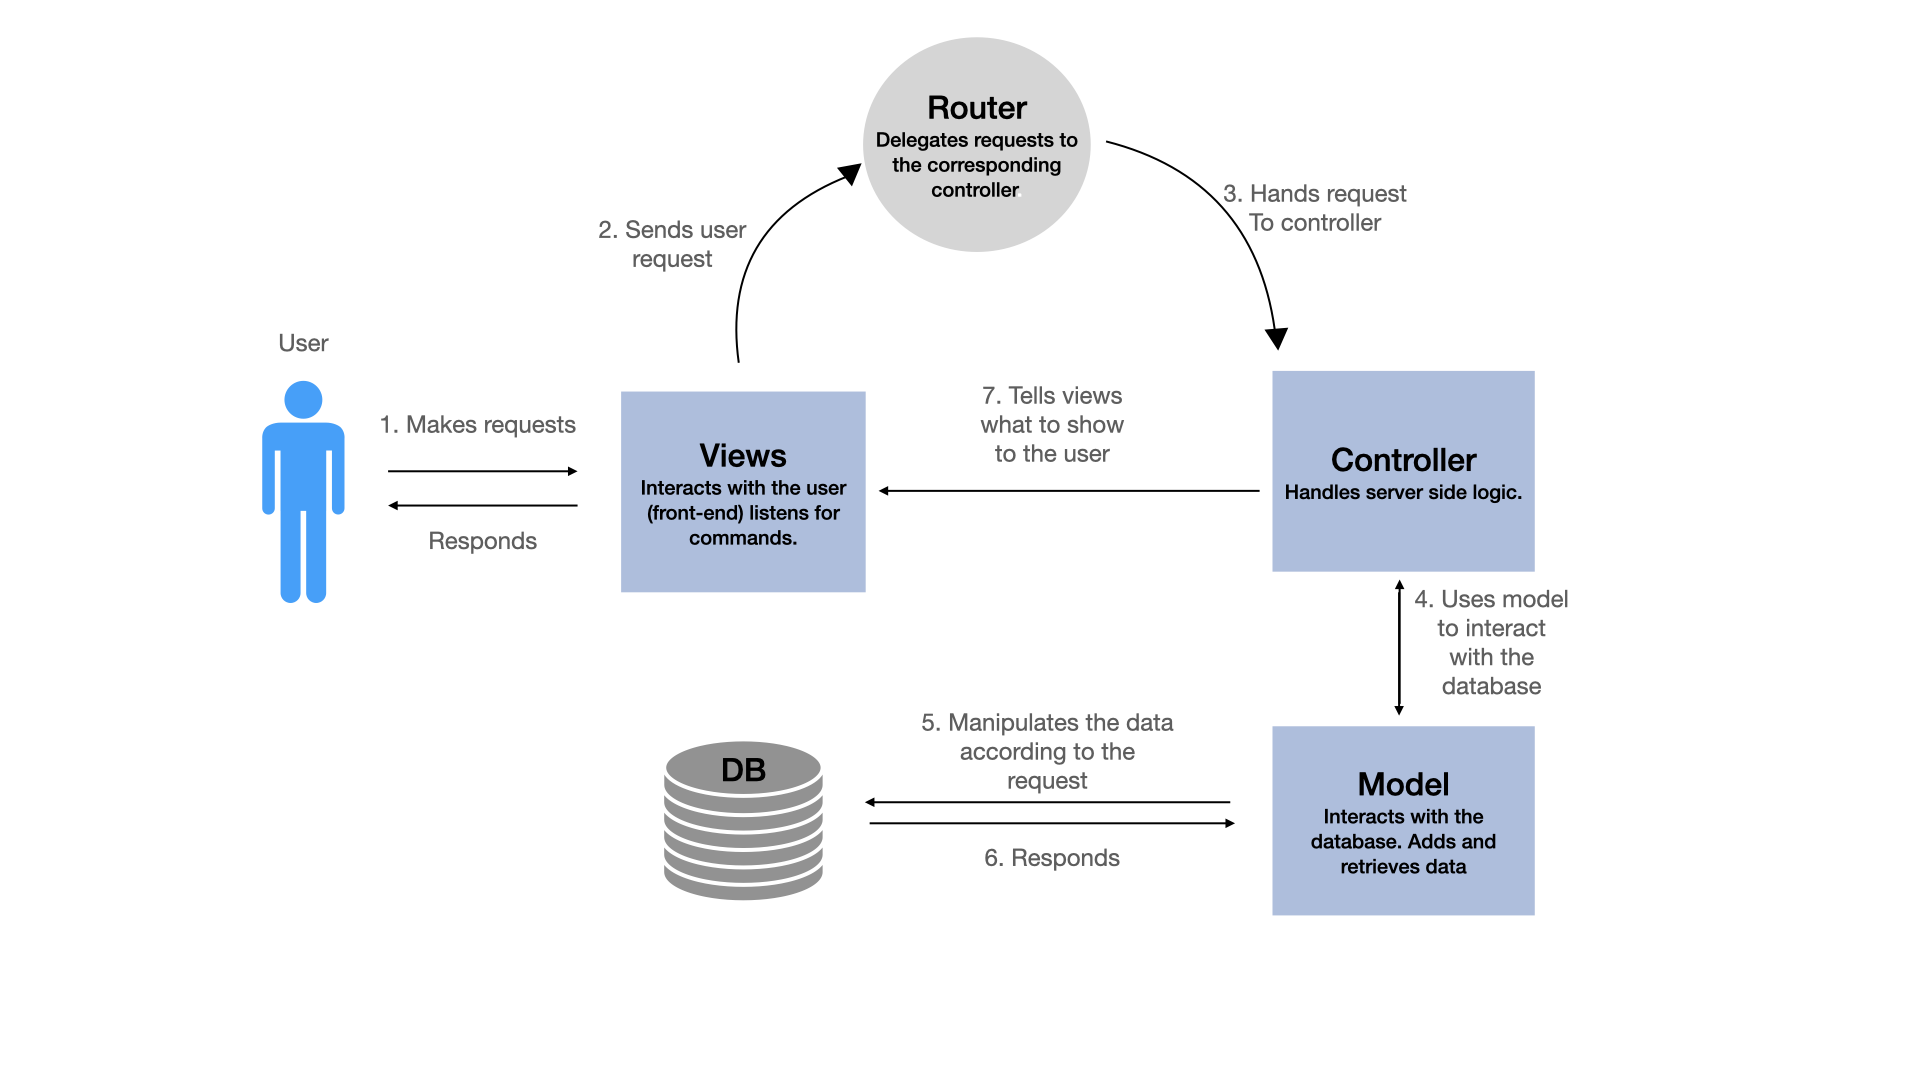 Router
Delegates requests to
the corresponding
controller
3. Hands request
To controller
2. Sends user
request
User
1. Makes requests
Responds
Views
Interacts with the user
(front-end) listens for
commands.
7. Tells views
what to show
to the user
Controller
Handles server side logic.
4. Uses model
to interact
with the
database
5. Manipulates the data
according to the
request
DB
6. Responds
Model
Interacts with the
database. Adds and
retrieves data